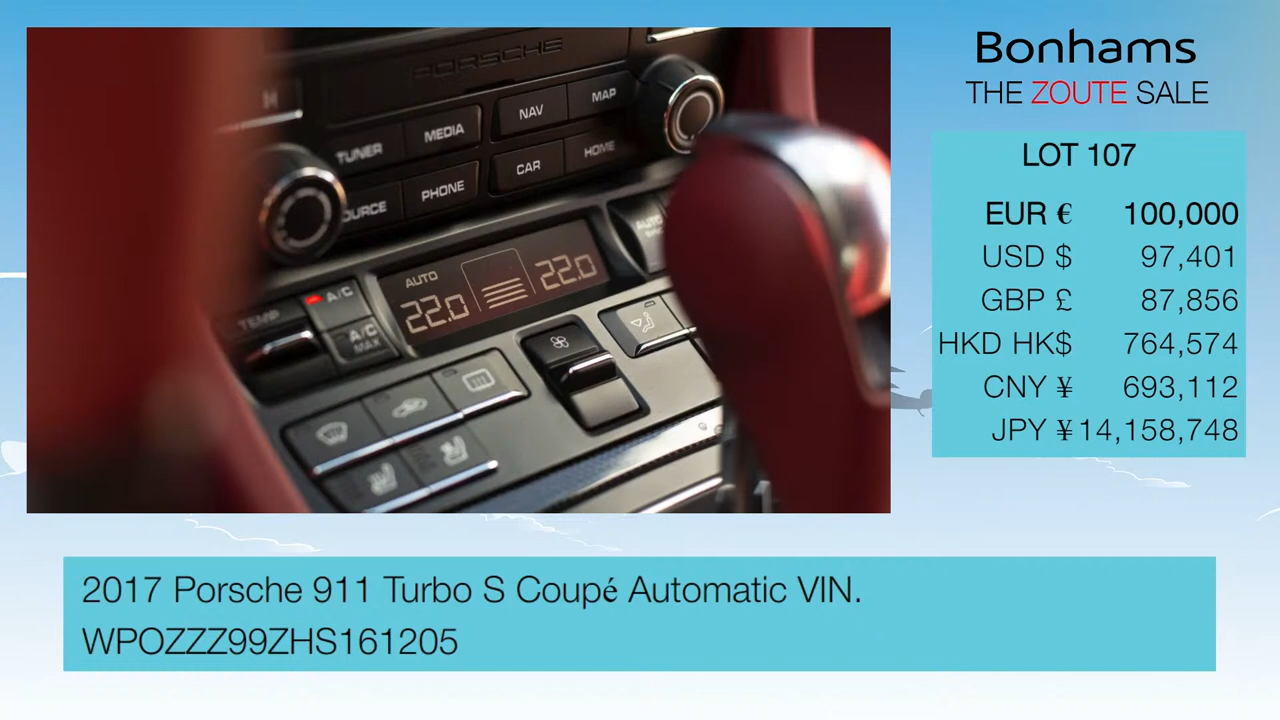 Bonhams
THE ZOUTE SALE
LOT 107
EUR € 100,000
USD $ 97,401
GBP £ 87,856
HKD HK$ 764,574
CNY ¥ 693,112
JPY ¥ 14,158,748
PORSCHE
TUNER MEDIA NAV MAP
OURCE PHONE CAR HOME
AUTO
22.0 22.0
AUTO
TEMP A/C
A/C
MAX
2017 Porsche 911 Turbo S Coupé Automatic VIN.
WPOZZZ99ZHS161205